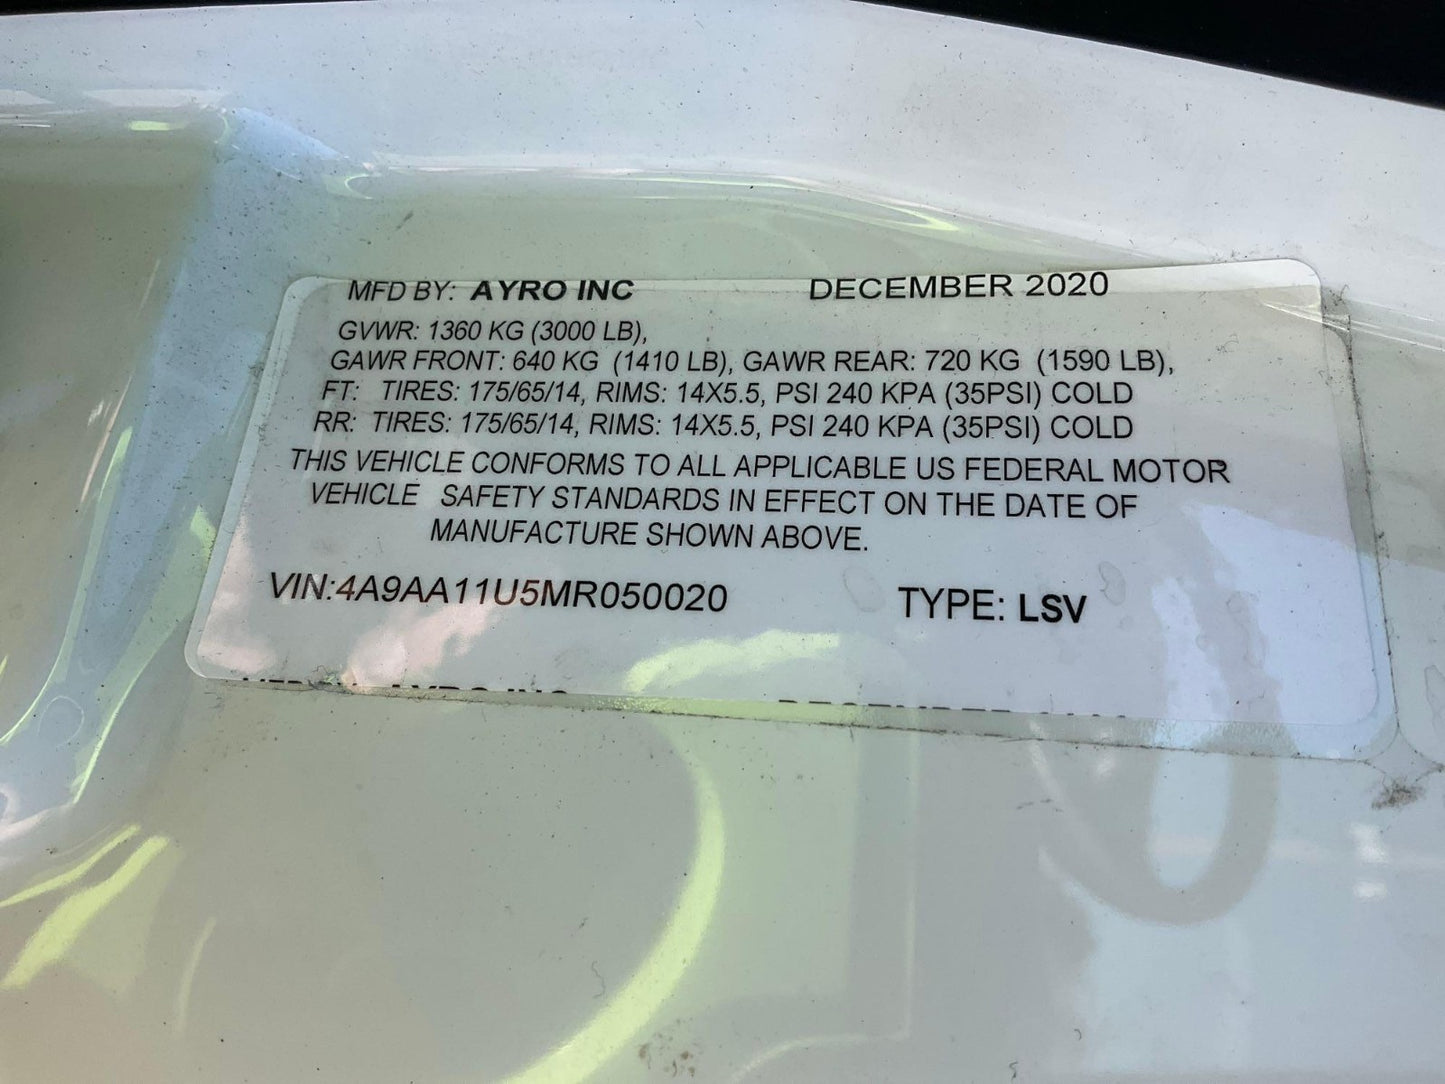 MFD BY: AYRO INC DECEMBER 2020
GVWR: 1360 KG (3000 LB),
GAWR FRONT: 640 KG (1410 LB), GAWR REAR: 720 KG (1590 LB),
FT: TIRES: 175/65/14, RIMS: 14X5.5, PSI 240 KPA (35PSI) COLD
RR: TIRES: 175/65/14, RIMS: 14X5.5, PSI 240 KPA (35PSI) COLD
THIS VEHICLE CONFORMS TO ALL APPLICABLE US FEDERAL MOTOR
VEHICLE SAFETY STANDARDS IN EFFECT ON THE DATE OF
MANUFACTURE SHOWN ABOVE.
VIN:4A9AA11U5MR050020 TYPE: LSV